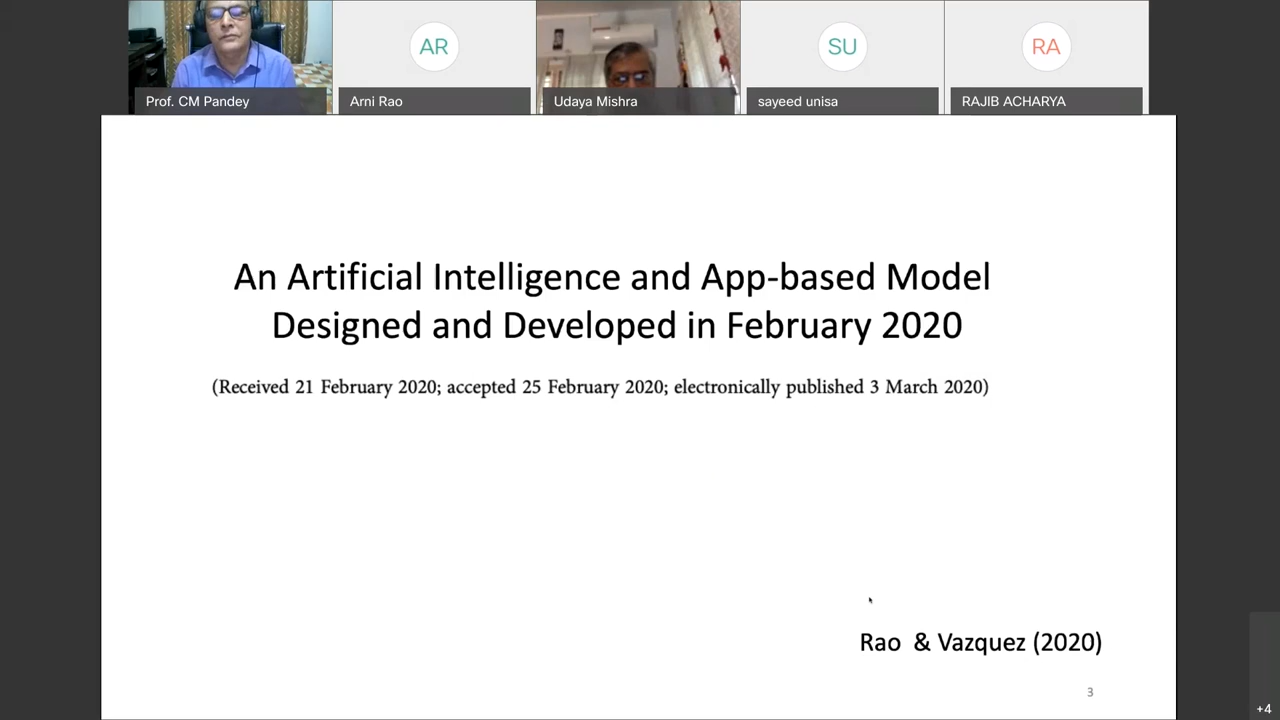 AR
SU
RA
Prof. CM Pandey
Arni Rao
Udaya Mishra
sayeed unisa
RAJIB ACHARYA
An Artificial Intelligence and App-based Model
Designed and Developed in February 2020
(Received 21 February 2020; accepted 25 February 2020; electronically published 3 March 2020)
Rao & Vazquez (2020)
3
+4